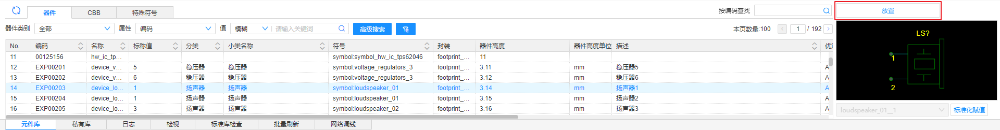 器件 CBB 特殊符号 按编码查找 放置
器件类别 全部 属性 编码 值 模糊 请输入关键词 高级搜索 本页数量:100 1 / 192
LS?
1
2
No. 编码 名称 标称值 分类 小类名称 符号 封装 器件高度 器件高度单位 描述
11 00125156 hw_ic_tp... symbol:symbol_hw_ic_tps62046 footprint_... 11
12 EXP00201 device_v... 5 稳压器 稳压器 symbol:voltage_regulators_3 footprint_... 3.11 mm 稳压器5 A
13 EXP00202 device_v... 6 稳压器 稳压器 symbol:voltage_regulators_3 footprint_... 3.12 mm 稳压器6 A
14 EXP00203 device_lo... 1 扬声器 扬声器 symbol:loudspeaker_01 footprint_... 3.14 mm 扬声器1 A
15 EXP00204 device_lo... 1 扬声器 扬声器 symbol:loudspeaker_01 footprint_... 3.15 mm 扬声器2 A
16 EXP00205 device_lo... 3 扬声器 扬声器 symbol:loudspeaker_02 footprint_... 3.16 mm 扬声器3 A
loudspeaker_01__1 标准化赋值
元件库 私有库 日志 检视 标准库检查 批量刷新 网络调线